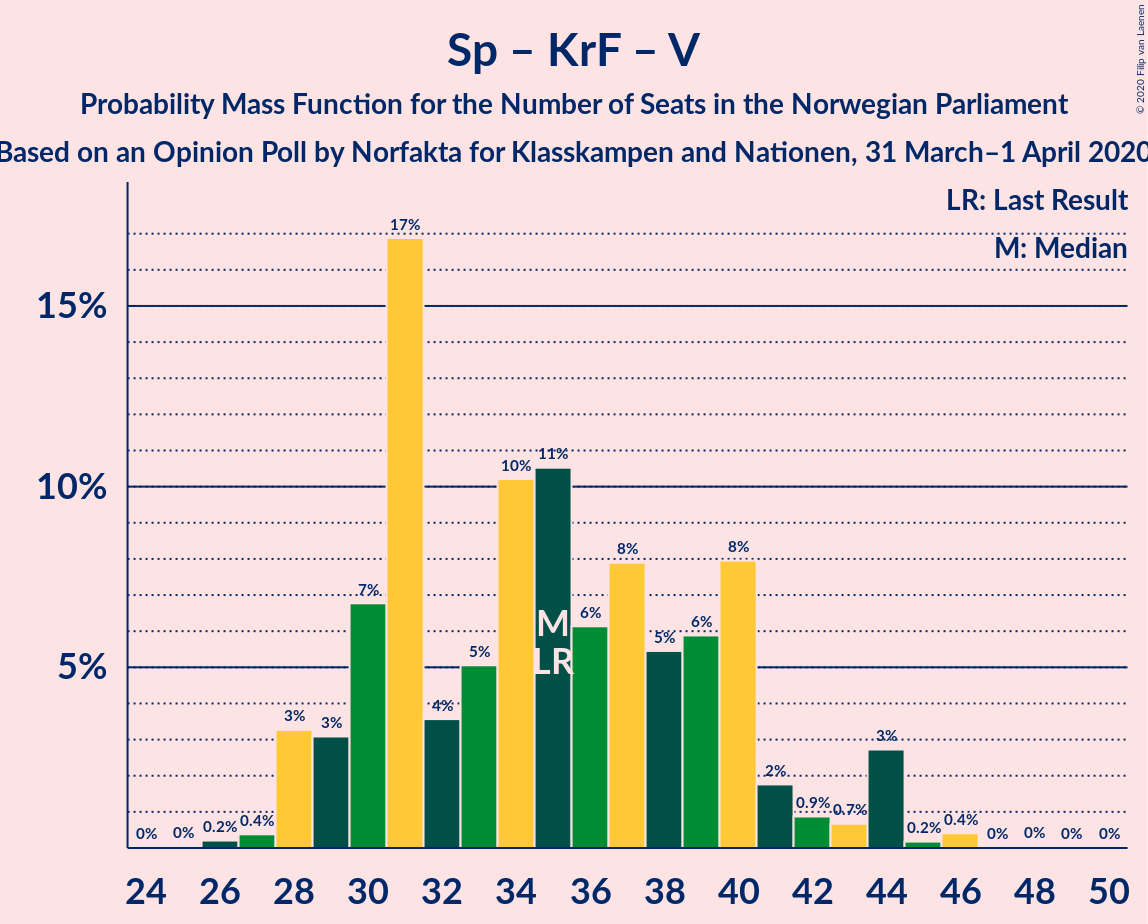 Sp – KrF – V
Probability Mass Function for the Number of Seats in the Norwegian Parliament
Based on an Opinion Poll by Norfakta for Klasskampen and Nationen, 31 March–1 April 2020
© 2020 Filip van Laenen
LR: Last Result
M: Median
15%
10%
5%
0% 0% 0.2% 0.4% 3% 3% 7% 17% 4% 5% 10% 11% 6% 8% 5% 6% 8% 2% 0.9% 0.7% 3% 0.2% 0.4% 0% 0% 0% 0%
M
LR
24 26 28 30 32 34 36 38 40 42 44 46 48 50